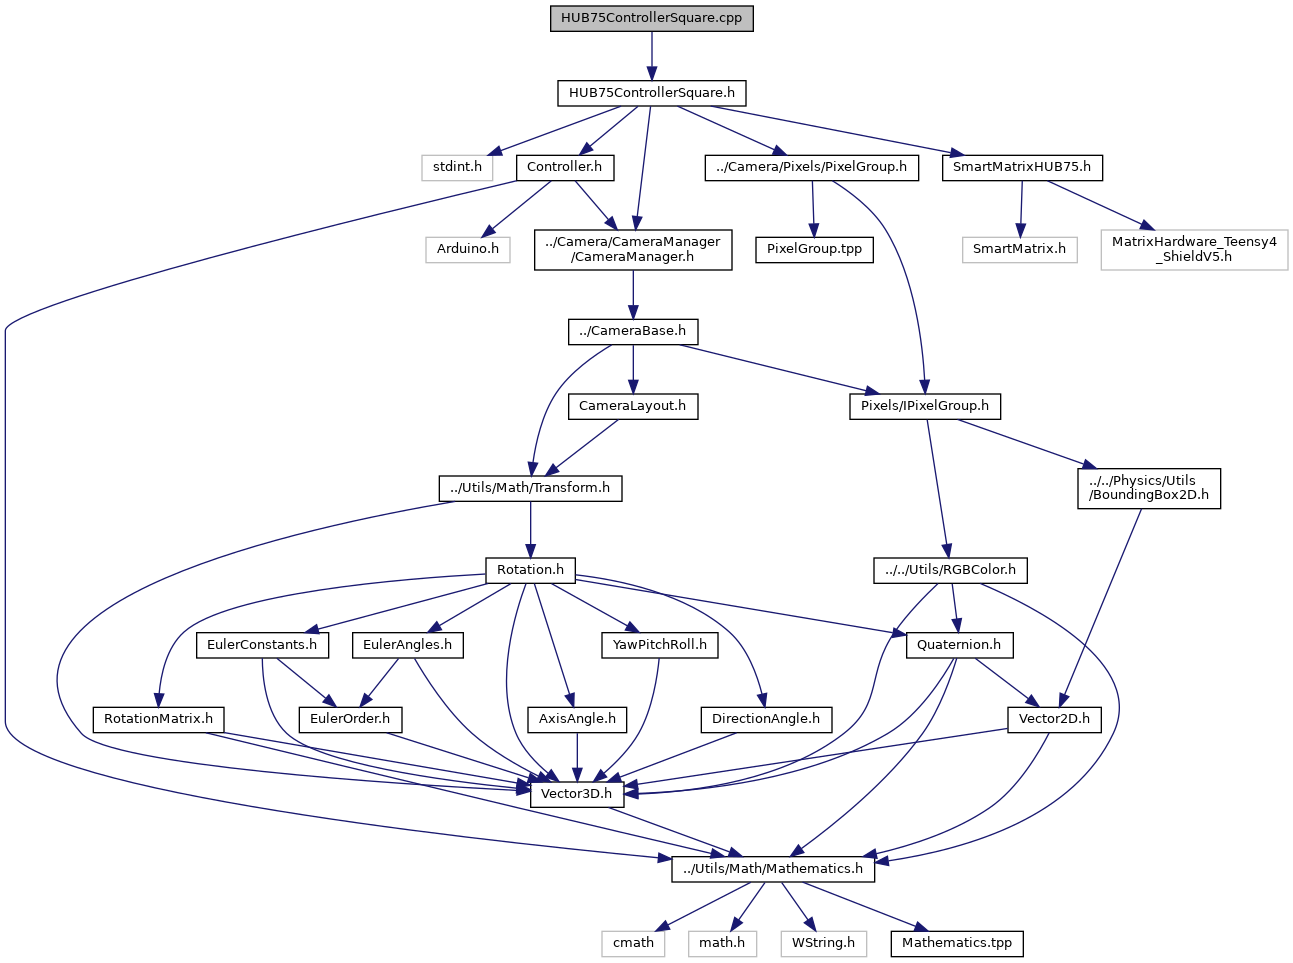 HUB75ControllerSquare.cpp
HUB75ControllerSquare.h
stdint.h
Controller.h
../Camera/Pixels/PixelGroup.h
SmartMatrixHUB75.h
Arduino.h
../Camera/CameraManager
/CameraManager.h
PixelGroup.tpp
SmartMatrix.h
MatrixHardware_Teensy4
_ShieldV5.h
../CameraBase.h
CameraLayout.h
Pixels/IPixelGroup.h
../Utils/Math/Transform.h
../../Physics/Utils
/BoundingBox2D.h
Rotation.h
../../Utils/RGBColor.h
EulerConstants.h
EulerAngles.h
YawPitchRoll.h
Quaternion.h
RotationMatrix.h
EulerOrder.h
AxisAngle.h
DirectionAngle.h
Vector2D.h
Vector3D.h
../Utils/Math/Mathematics.h
cmath
math.h
WString.h
Mathematics.tpp